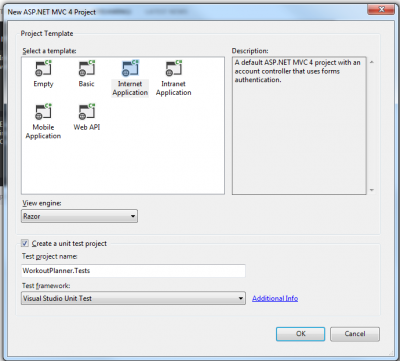 New ASP.NET MVC 4 Project
Project Template
Select a template:
Description:
Empty
Basic
Internet Application
Intranet Application
Mobile Application
Web API
A default ASP.NET MVC 4 project with an
account controller that uses forms
authentication.
View engine:
Razor
Create a unit test project
Test project name:
WorkoutPlanner.Tests
Test framework:
Visual Studio Unit Test
Additional Info
OK
Cancel